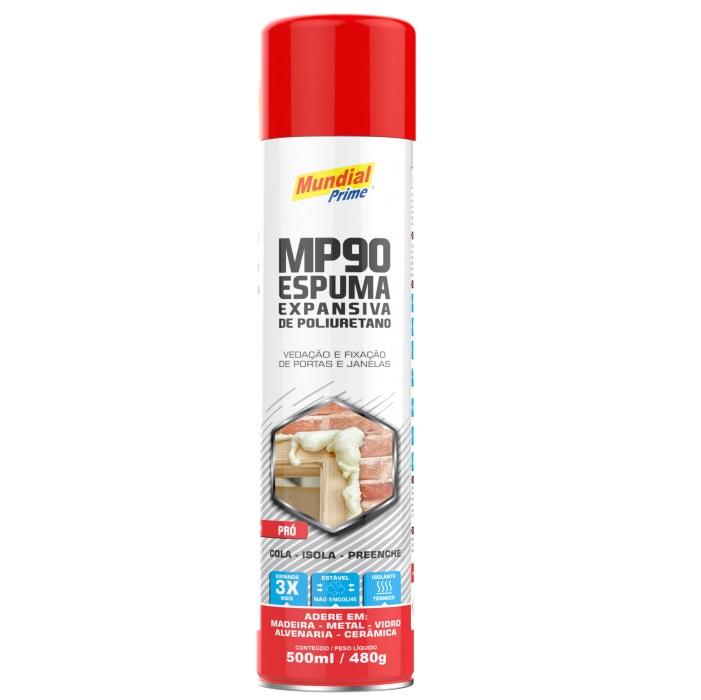 Mundial
Prime
MP90
ESPUMA
EXPANSIVA
DE POLIURETANO
VEDAÇÃO E FIXAÇÃO
DE PORTAS E JANELAS
PRÓ
COLA - ISOLA - PREENCHE
EXPANDE
3X
MAIS
ESTÁVEL
NÃO ENCOLHE
ISOLANTE
TÉRMICO
ADERE EM:
MADEIRA - METAL - VIDRO
ALVENARIA - CERÂMICA
CONTEÚDO / PESO LÍQUIDO
500ml / 480g